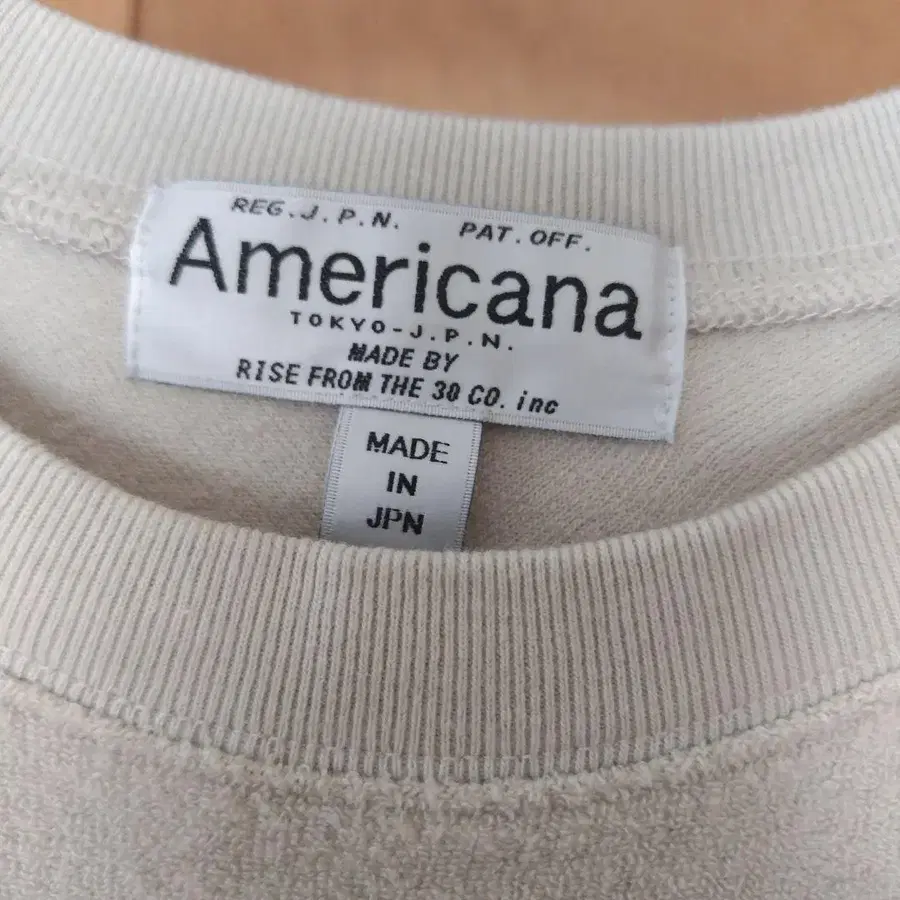 REG.J.P.N. PAT.OFF.
Americana
TOKYO-J.P.N.
MADE BY
RISE FROM THE 30 CO. inc
MADE
IN
JPN